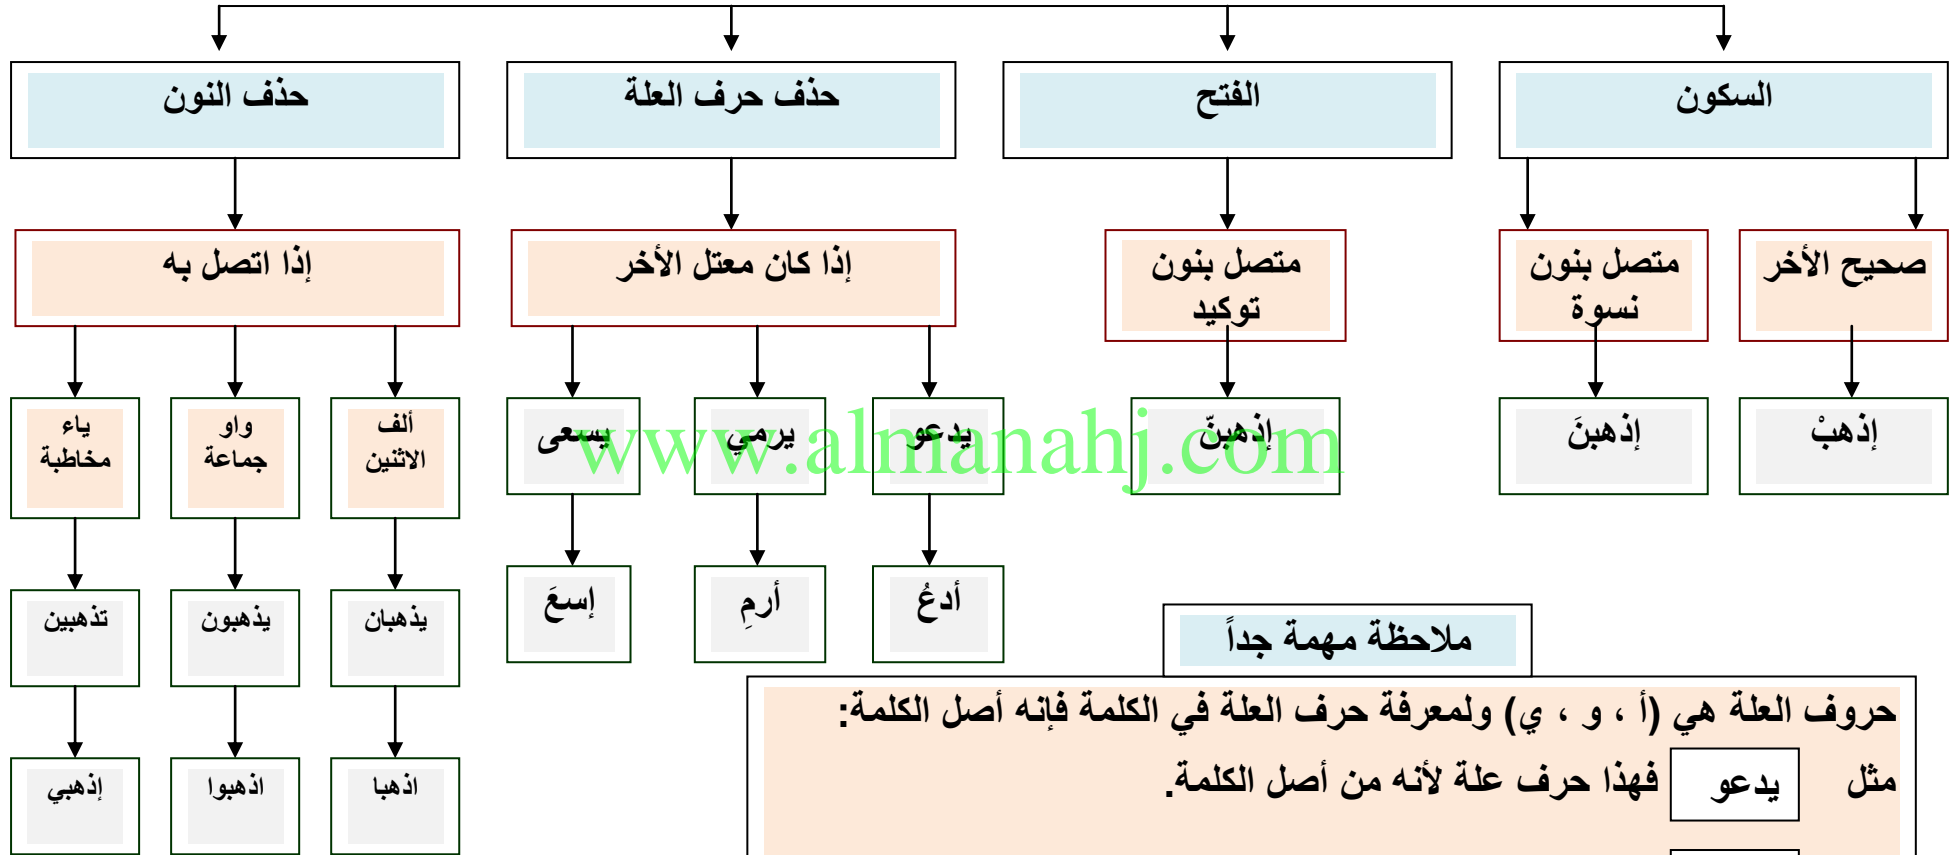 السكون
الفتح
حذف حرف العلة
حذف النون
صحيح الأخر
متصل بنون
نسوة
متصل بنون
توكيد
إذا كان معتل الأخر
إذا اتصل به
إذهبْ
إذهبنَ
إذهبنّ
يدعو
يرمي
يسعى
ألف
الاثنين
واو
جماعة
ياء
مخاطبة
www.almanahj.com
أدعُ
أرمِ
إسعَ
يذهبان
يذهبون
تذهبين
اذهبا
اذهبوا
إذهبي
ملاحظة مهمة جداً
حروف العلة هي (أ ، و ، ي) ولمعرفة حرف العلة في الكلمة فإنه أصل الكلمة:
مثل يدعو فهذا حرف علة لأنه من أصل الكلمة.